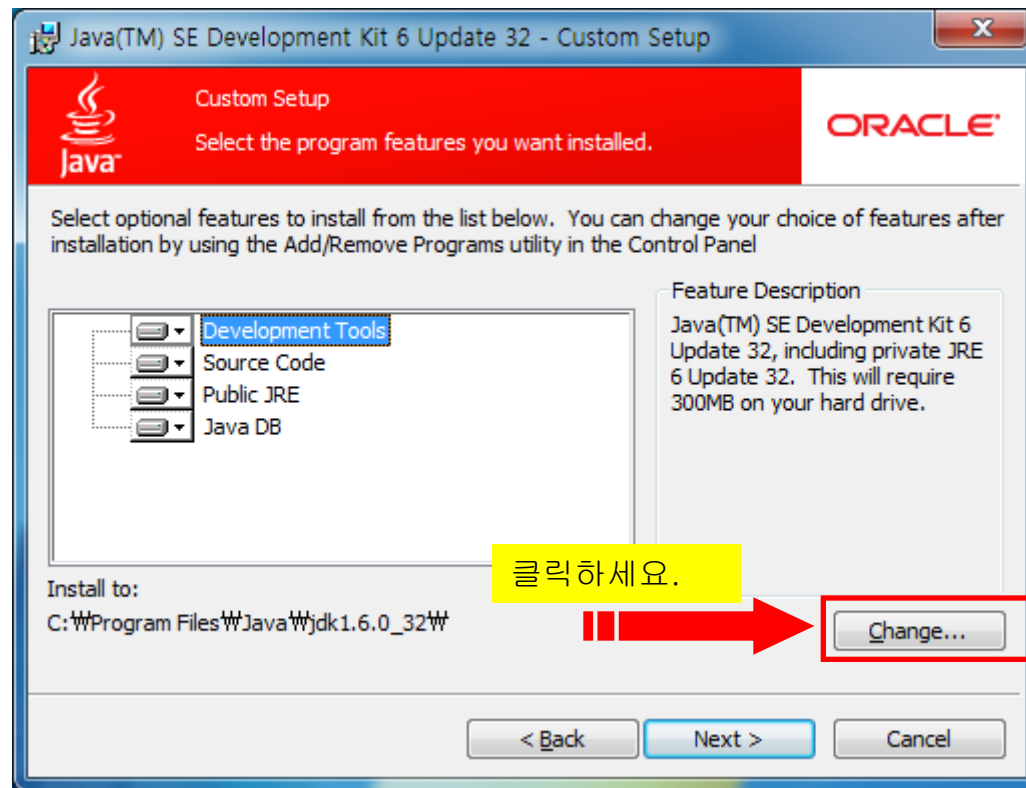 Java(TM) SE Development Kit 6 Update 32 - Custom Setup
Custom Setup
Select the program features you want installed.
Java™
ORACLE®
Select optional features to install from the list below.  You can change your choice of features after
installation by using the Add/Remove Programs utility in the Control Panel
Development Tools
Source Code
Public JRE
Java DB
Feature Description
Java(TM) SE Development Kit 6
Update 32, including private JRE
6 Update 32.  This will require
300MB on your hard drive.
클릭하세요.
Install to:
C:₩Program Files₩Java₩jdk1.6.0_32₩
Change...
< Back
Next >
Cancel